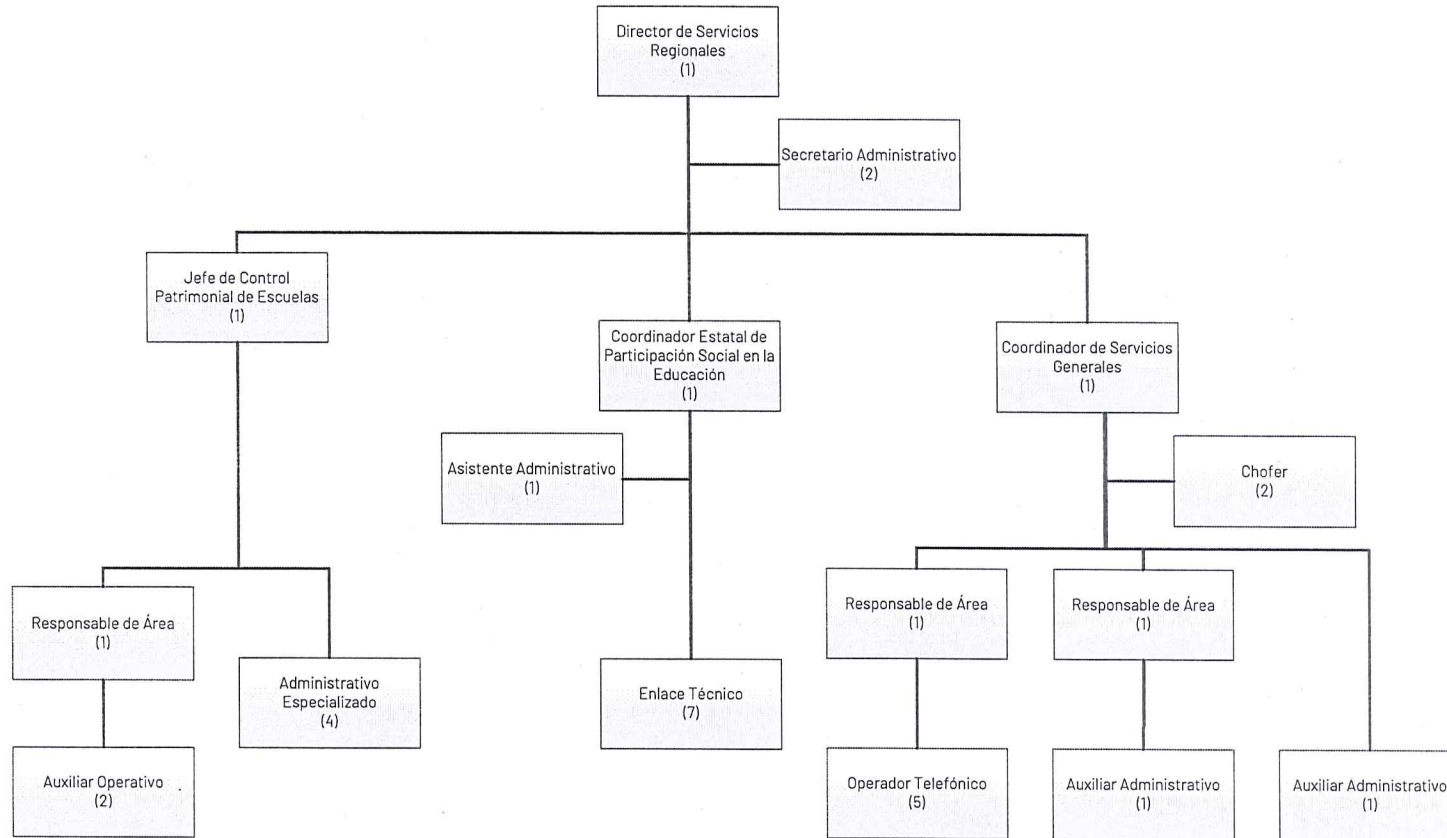 Director de Servicios
Regionales
(1)
Secretario Administrativo
(2)
Jefe de Control
Patrimonial de Escuelas
(1)
Coordinador Estatal de
Participación Social en la
Educación
(1)
Coordinador de Servicios
Generales
(1)
Asistente Administrativo
(1)
Chofer
(2)
Responsable de Área
(1)
Administrativo
Especializado
(4)
Enlace Técnico
(7)
Responsable de Área
(1)
Responsable de Área
(1)
Auxiliar Operativo
(2)
Operador Telefónico
(5)
Auxiliar Administrativo
(1)
Auxiliar Administrativo
(1)